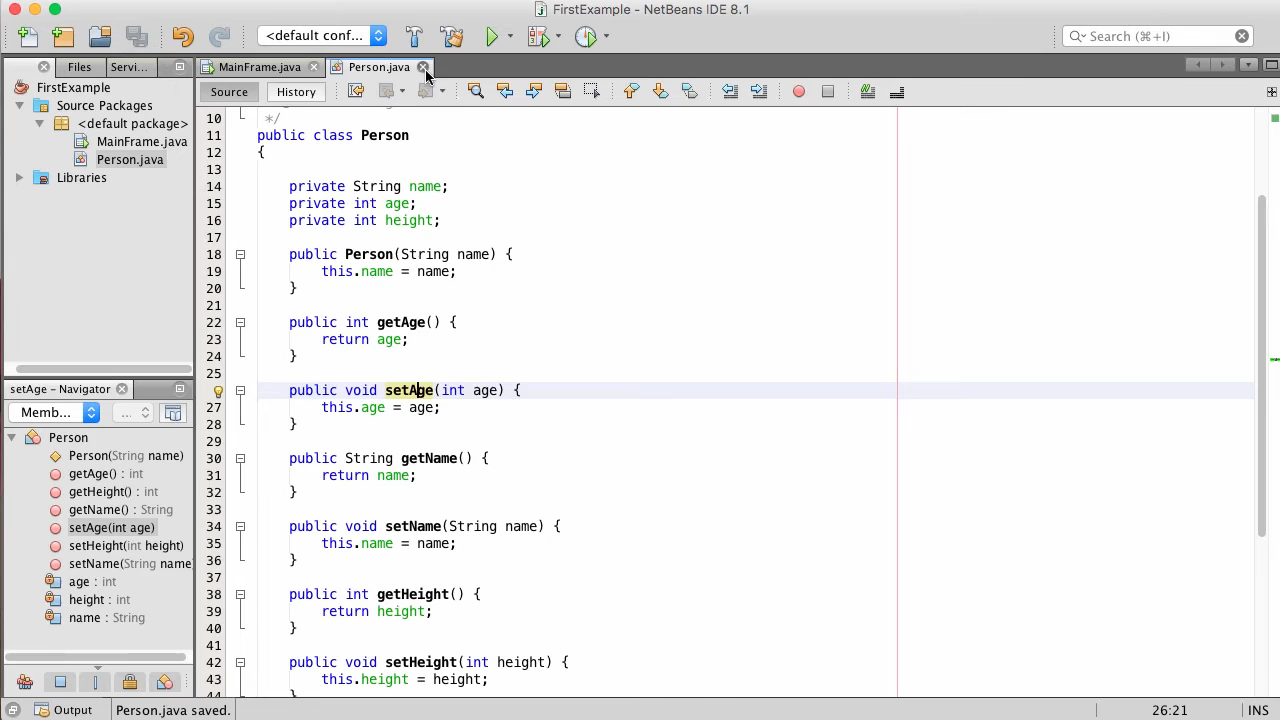 FirstExample - NetBeans IDE 8.1
<default conf...
Search (⌘+I)
Files
Servi...
MainFrame.java
Person.java
FirstExample
Source Packages
<default package>
MainFrame.java
Person.java
Libraries
Source
History
10 */
11 public class Person
12 {
13
14 private String name;
15 private int age;
16 private int height;
17
18 public Person(String name) {
19 this.name = name;
20 }
21
22 public int getAge() {
23 return age;
24 }
25
public void setAge(int age) {
27 this.age = age;
28 }
29
30 public String getName() {
31 return name;
32 }
33
34 public void setName(String name) {
35 this.name = name;
36 }
37
38 public int getHeight() {
39 return height;
40 }
41
42 public void setHeight(int height) {
43 this.height = height;
44 }
setAge - Navigator
Memb...
...
Person
Person(String name)
getAge() : int
getHeight() : int
getName() : String
setAge(int age)
setHeight(int height)
setName(String name
age : int
height : int
name : String
Output
Person.java saved.
26:21
INS